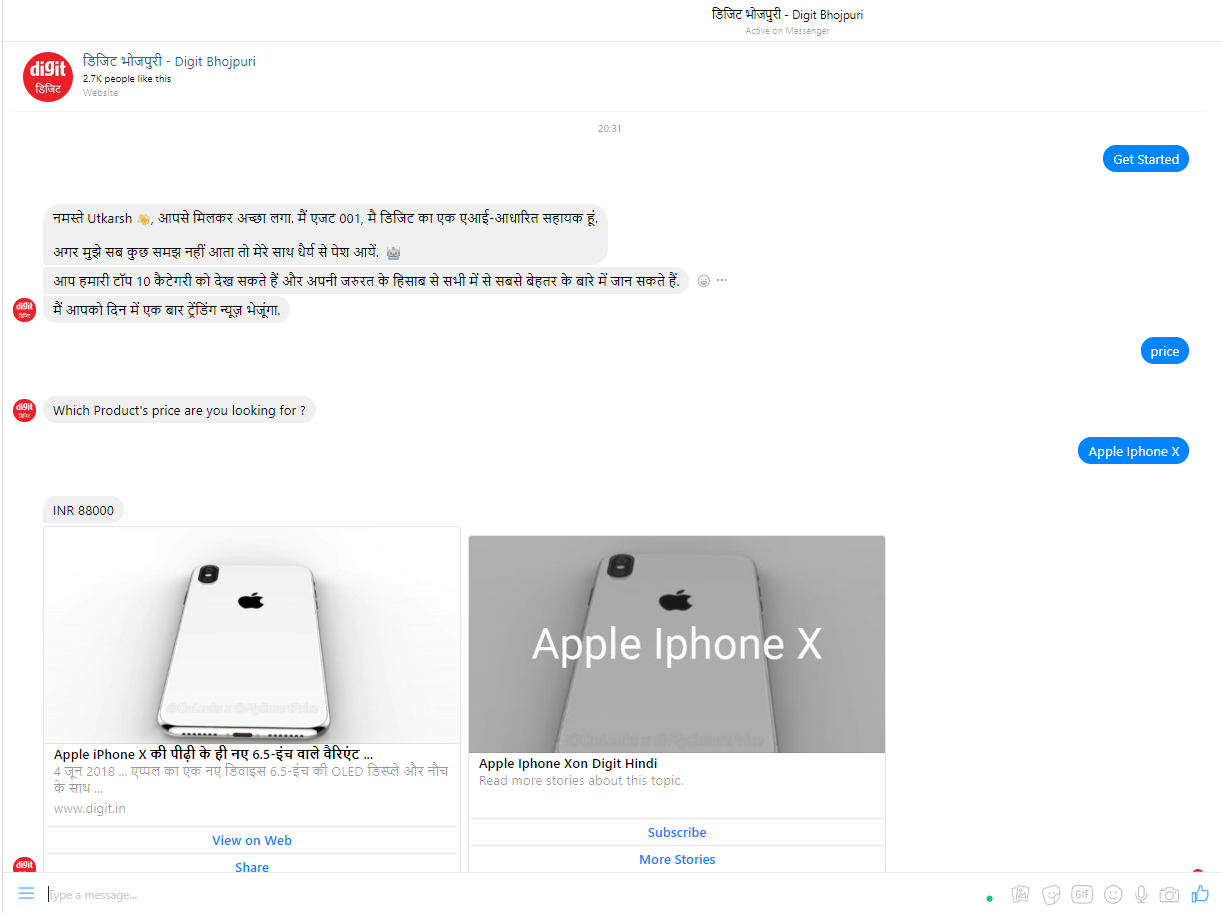 डिजिट भोजपुरी - Digit Bhojpuri
Active on Messenger
digit
डिजिट
डिजिट भोजपुरी - Digit Bhojpuri
2.7K people like this
Website
20:31
Get Started
नमस्ते Utkarsh 👋, आपसे मिलकर अच्छा लगा. मैं एजट 001, मै डिजिट का एक एआई-आधारित सहायक हूं.
अगर मुझे सब कुछ समझ नहीं आता तो मेरे साथ धैर्य से पेश आयें. 🤖
आप हमारी टॉप 10 कैटेगरी को देख सकते हैं और अपनी जरुरत के हिसाब से सभी में से सबसे बेहतर के बारे में जान सकते हैं.
digit
डिजिट
मैं आपको दिन में एक बार ट्रेंडिंग न्यूज़ भेजूंगा.
price
digit
डिजिट
Which Product's price are you looking for ?
Apple Iphone X
INR 88000
Apple Iphone X
Apple iPhone X की पीढ़ी के ही नए 6.5-इंच वाले वैरिएंट ...
4 जून 2018 ... एप्पल का एक नए डिवाइस 6.5-इंच की OLED डिस्प्ले और नौच
के साथ ...
www.digit.in
View on Web
Share
Apple Iphone Xon Digit Hindi
Read more stories about this topic.
Subscribe
More Stories
digit
Type a message...
GIF